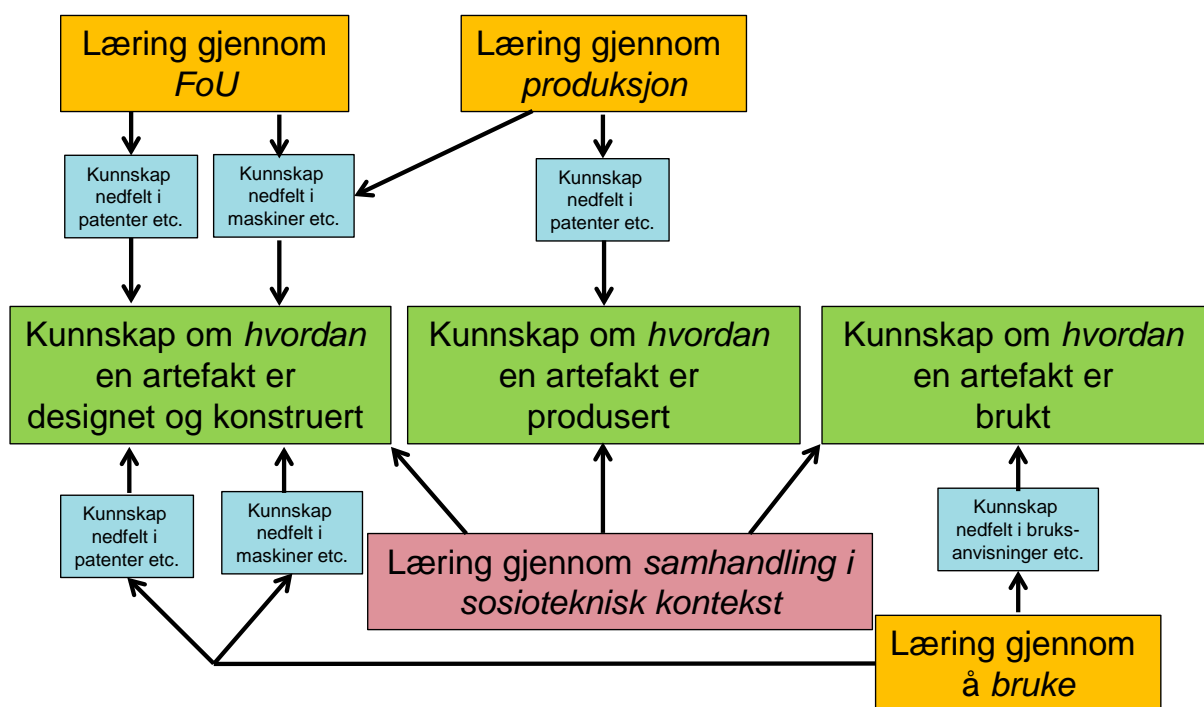 Læring gjennom
FoU
Læring gjennom
produksjon
Kunnskap
nedfelt i
patenter etc.
Kunnskap
nedfelt i
maskiner etc.
Kunnskap
nedfelt i
patenter etc.
Kunnskap om hvordan
en artefakt er
designet og konstruert
Kunnskap om hvordan
en artefakt er
produsert
Kunnskap om hvordan
en artefakt er
brukt
Kunnskap
nedfelt i
patenter etc.
Kunnskap
nedfelt i
maskiner etc.
Læring gjennom samhandling i
sosioteknisk kontekst
Kunnskap
nedfelt i bruks-
anvisninger etc.
Læring gjennom
å bruke